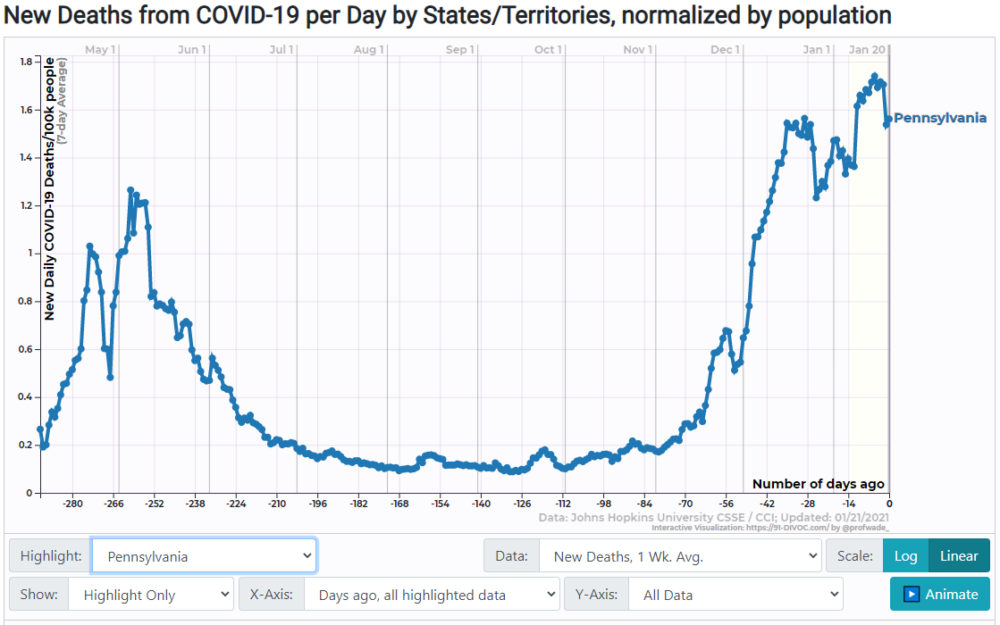 New Deaths from COVID-19 per Day by States/Territories, normalized by population
May 1 Jun 1 Jul 1 Aug 1 Sep 1 Oct 1 Nov 1 Dec 1 Jan 1 Jan 20
New Daily COVID-19 Deaths/100k people
(7-day Average)
1.8
1.6
1.4
1.2
1
0.8
0.6
0.4
0.2
0
Pennsylvania
Number of days ago
-280 -266 -252 -238 -224 -210 -196 -182 -168 -154 -140 -126 -112 -98 -84 -70 -56 -42 -28 -14 0
Data: Johns Hopkins University CSSE / CCI; Updated: 01/21/2021
Interactive Visualization: https://91-DIVOC.com/ by @profwade_
Highlight: Pennsylvania Data: New Deaths, 1 Wk. Avg. Scale: Log Linear
Show: Highlight Only X-Axis: Days ago, all highlighted data Y-Axis: All Data Animate